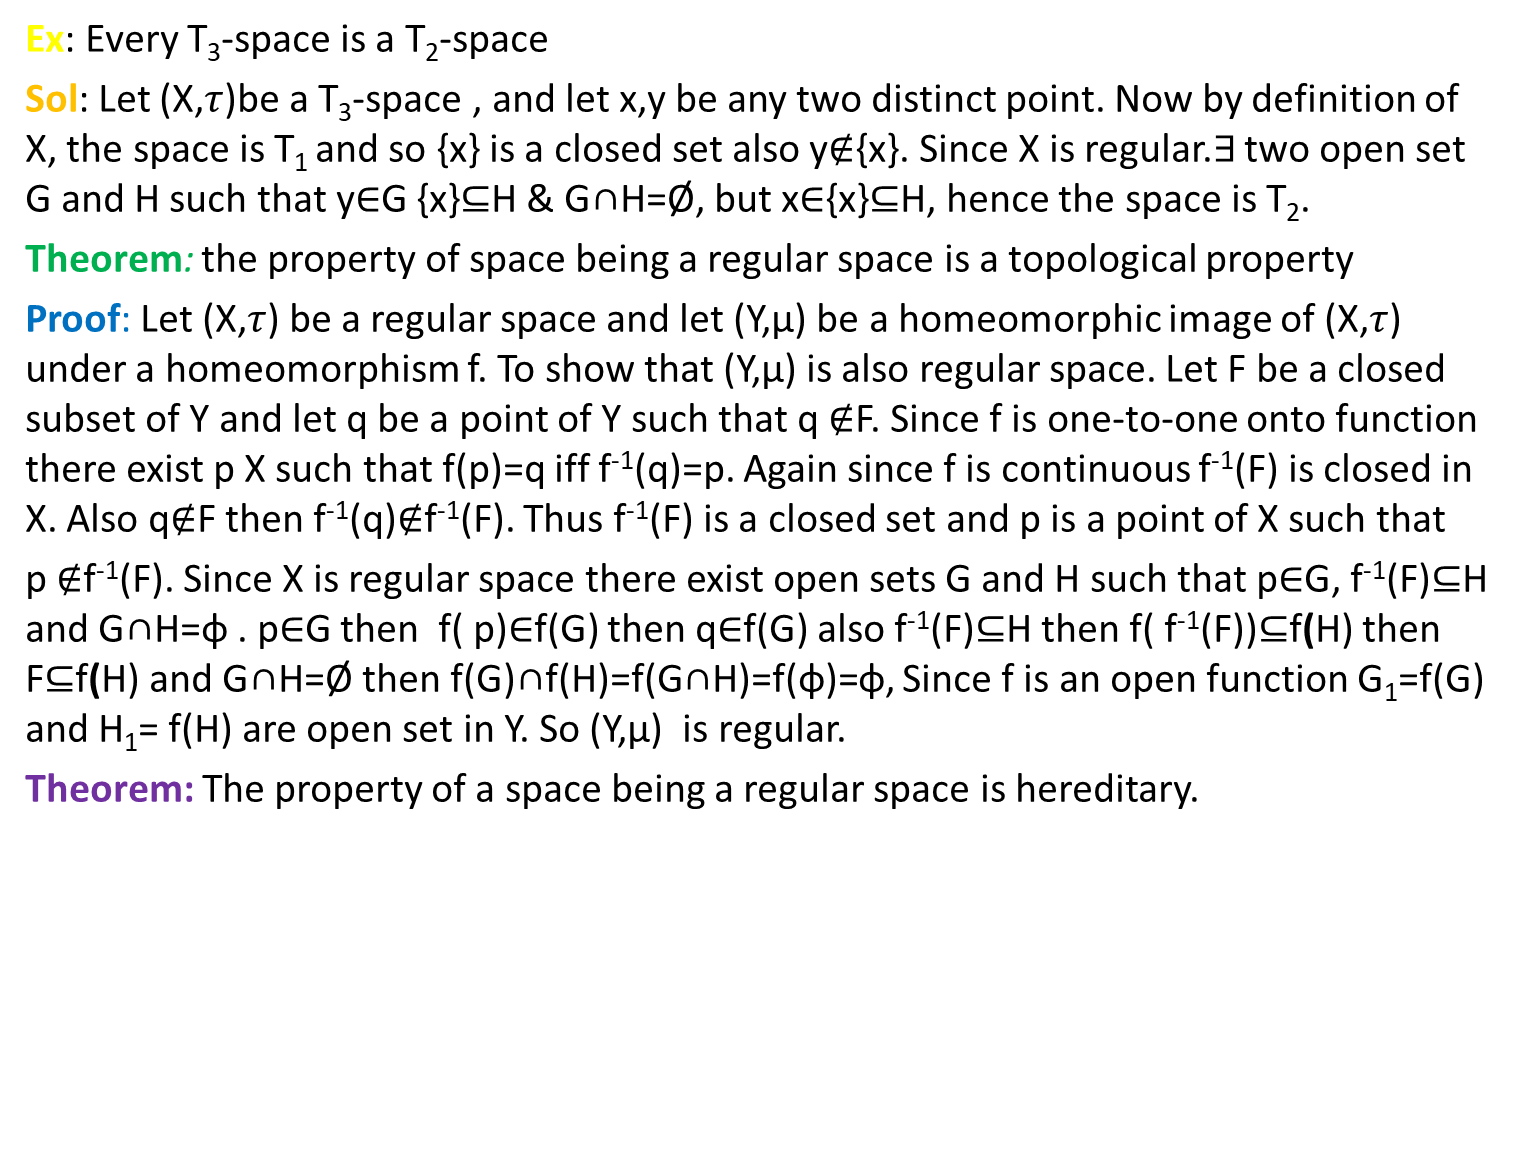 Ex: Every T₃-space is a T₂-space
Sol: Let (X,𝜏)be a T₃-space , and let x,y be any two distinct point. Now by definition of
X, the space is T₁ and so {x} is a closed set also y∉{x}. Since X is regular.∃ two open set
G and H such that y∈G {x}⊆H & G∩H=Ø, but x∈{x}⊆H, hence the space is T₂.
Theorem: the property of space being a regular space is a topological property
Proof: Let (X,𝜏) be a regular space and let (Y,μ) be a homeomorphic image of (X,𝜏)
under a homeomorphism f. To show that (Y,μ) is also regular space. Let F be a closed
subset of Y and let q be a point of Y such that q ∉F. Since f is one-to-one onto function
there exist p X such that f(p)=q iff f⁻¹(q)=p. Again since f is continuous f⁻¹(F) is closed in
X. Also q∉F then f⁻¹(q)∉f⁻¹(F). Thus f⁻¹(F) is a closed set and p is a point of X such that
p ∉f⁻¹(F). Since X is regular space there exist open sets G and H such that p∈G, f⁻¹(F)⊆H
and G∩H=ϕ . p∈G then f( p)∈f(G) then q∈f(G) also f⁻¹(F)⊆H then f( f⁻¹(F))⊆f(H) then
F⊆f(H) and G∩H=Ø then f(G)∩f(H)=f(G∩H)=f(ϕ)=ϕ, Since f is an open function G₁=f(G)
and H₁= f(H) are open set in Y. So (Y,μ) is regular.
Theorem: The property of a space being a regular space is hereditary.